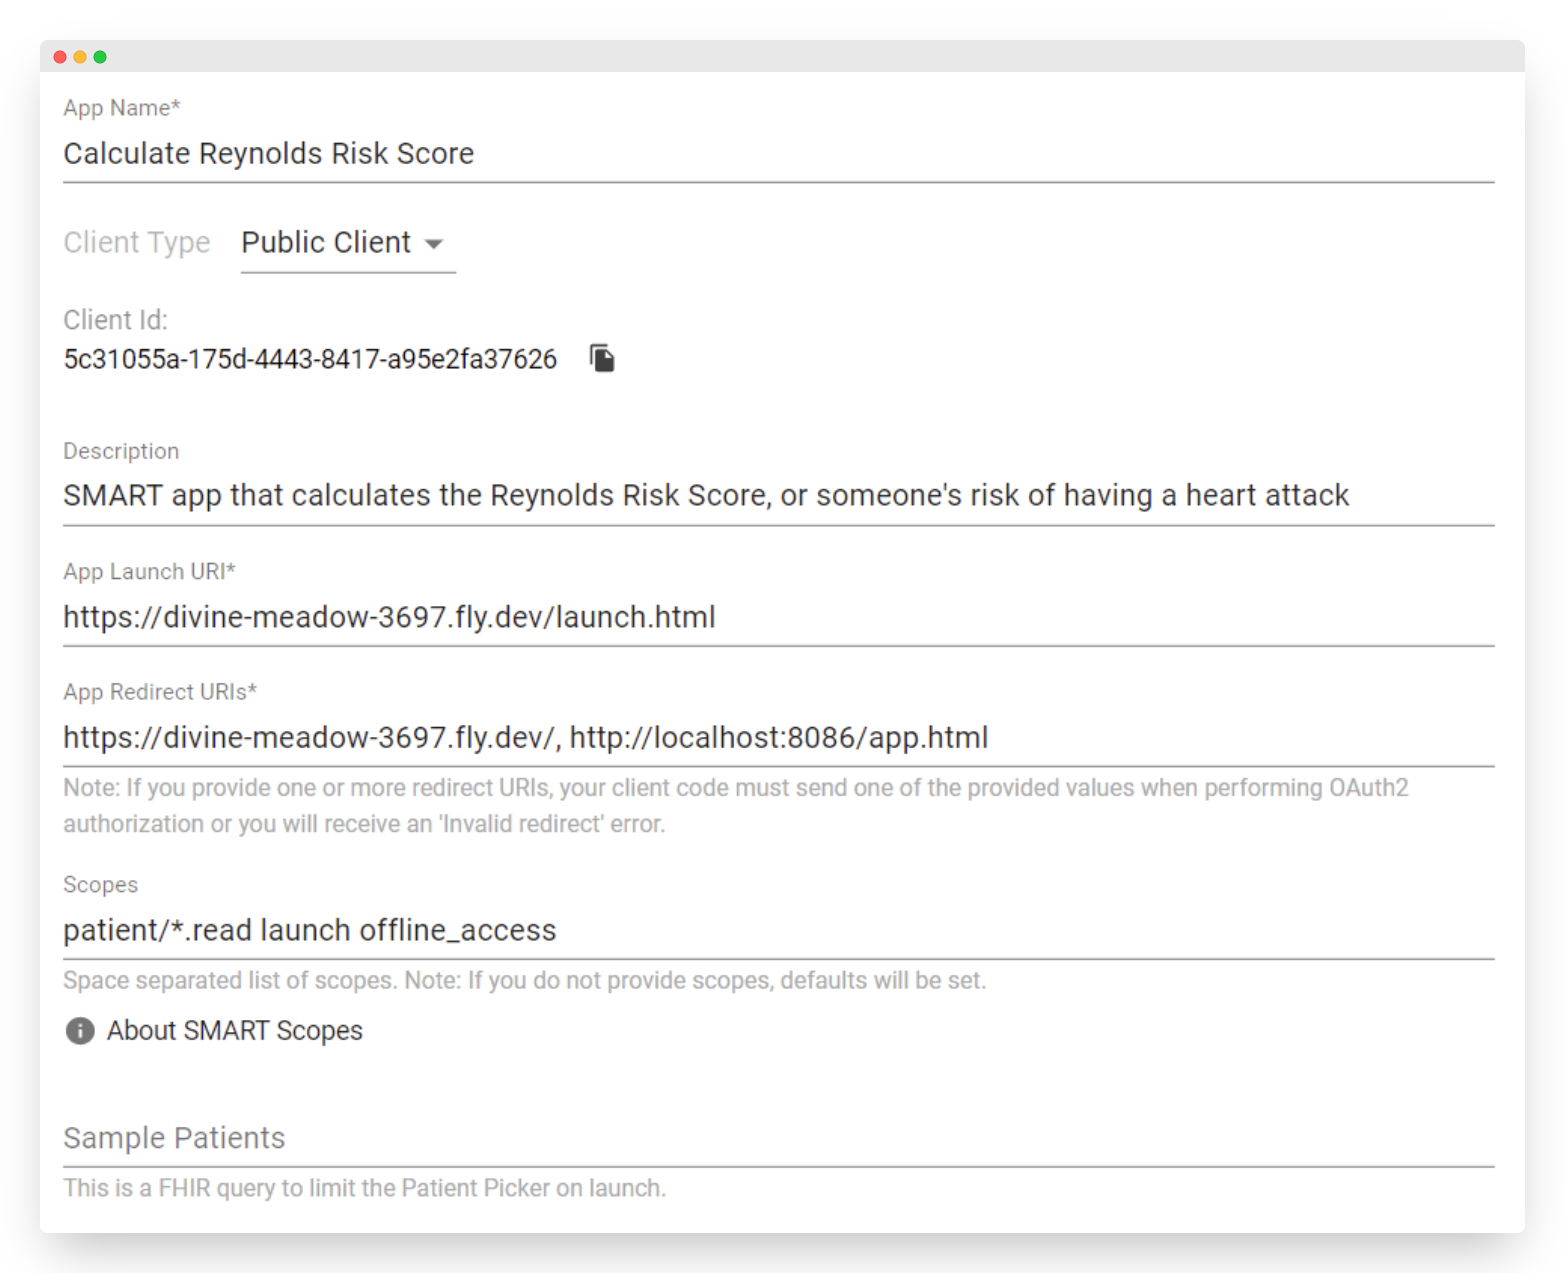 App Name*
Calculate Reynolds Risk Score
Client Type Public Client
Client Id:
5c31055a-175d-4443-8417-a95e2fa37626
Description
SMART app that calculates the Reynolds Risk Score, or someone's risk of having a heart attack
App Launch URI*
https://divine-meadow-3697.fly.dev/launch.html
App Redirect URIs*
https://divine-meadow-3697.fly.dev/, http://localhost:8086/app.html
Note: If you provide one or more redirect URIs, your client code must send one of the provided values when performing OAuth2
authorization or you will receive an 'Invalid redirect' error.
Scopes
patient/*.read launch offline_access
Space separated list of scopes. Note: If you do not provide scopes, defaults will be set.
About SMART Scopes
Sample Patients
This is a FHIR query to limit the Patient Picker on launch.